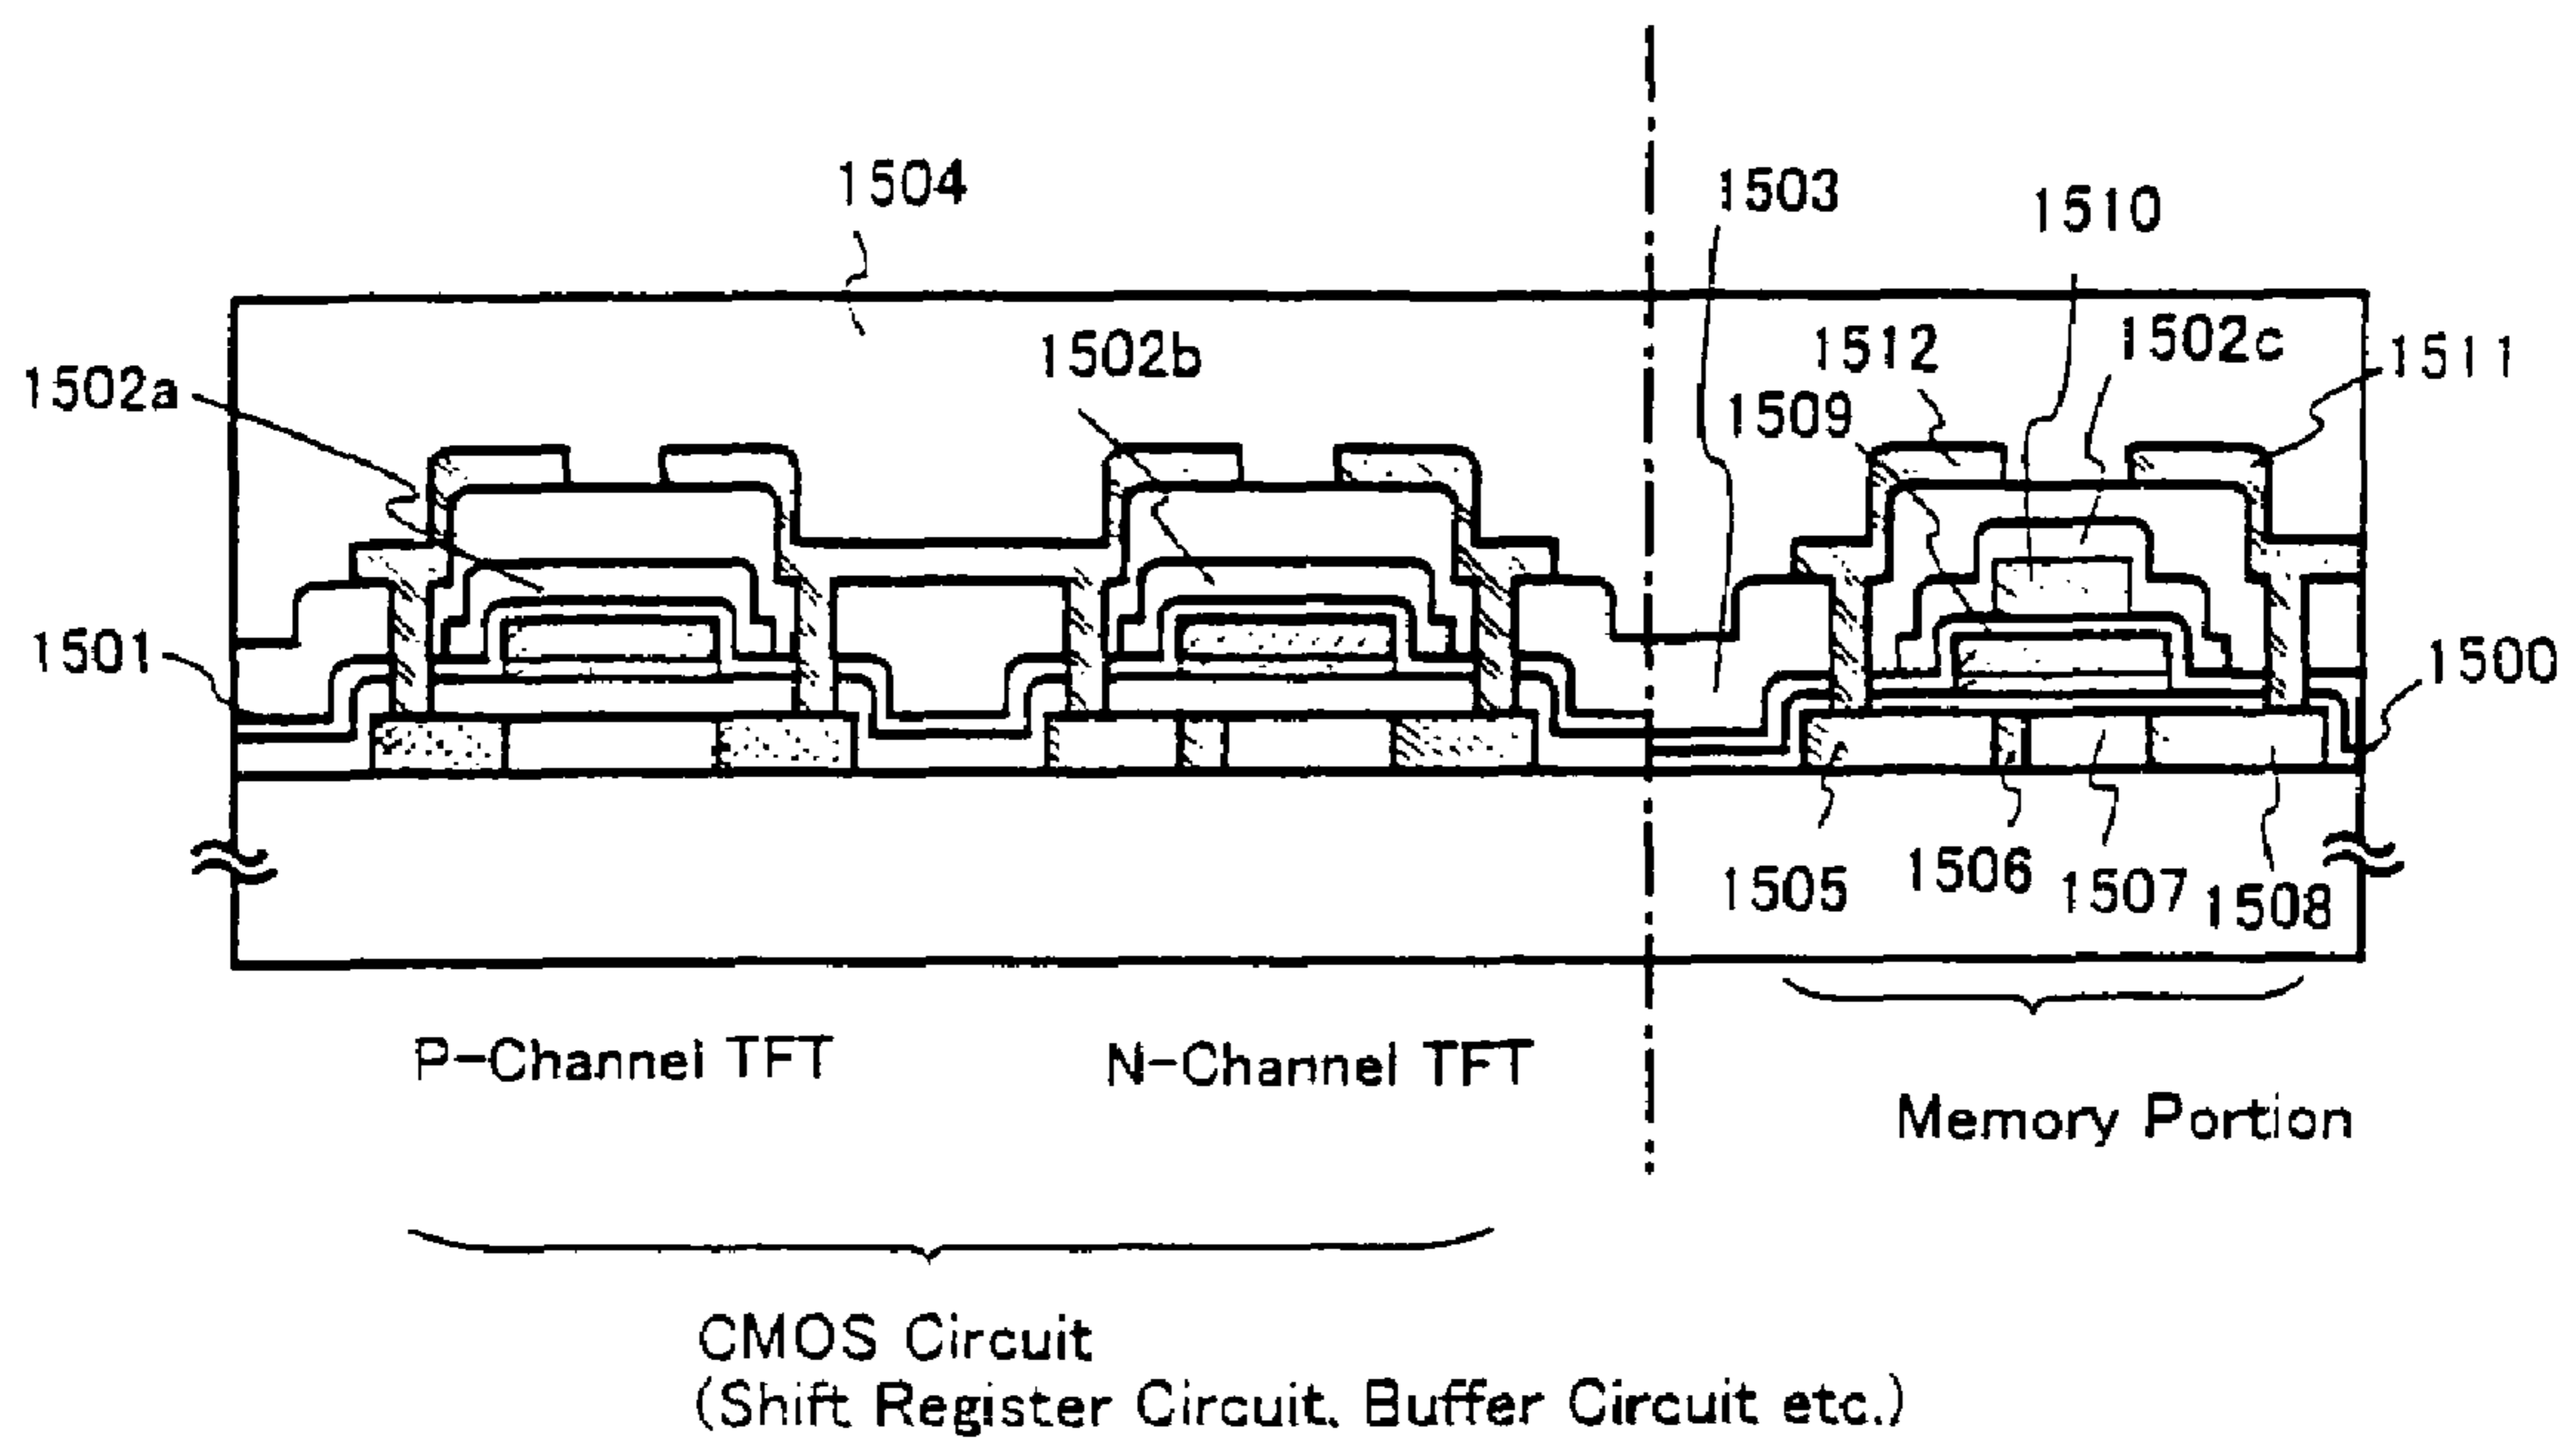 1504
1503
1510
1502b
1512
1502c
1511
1502a
1509
1501
1500
1505
1506
1507
1508
P-Channel TFT
N-Channel TFT
Memory Portion
CMOS Circuit
(Shift Register Circuit. Buffer Circuit etc.)